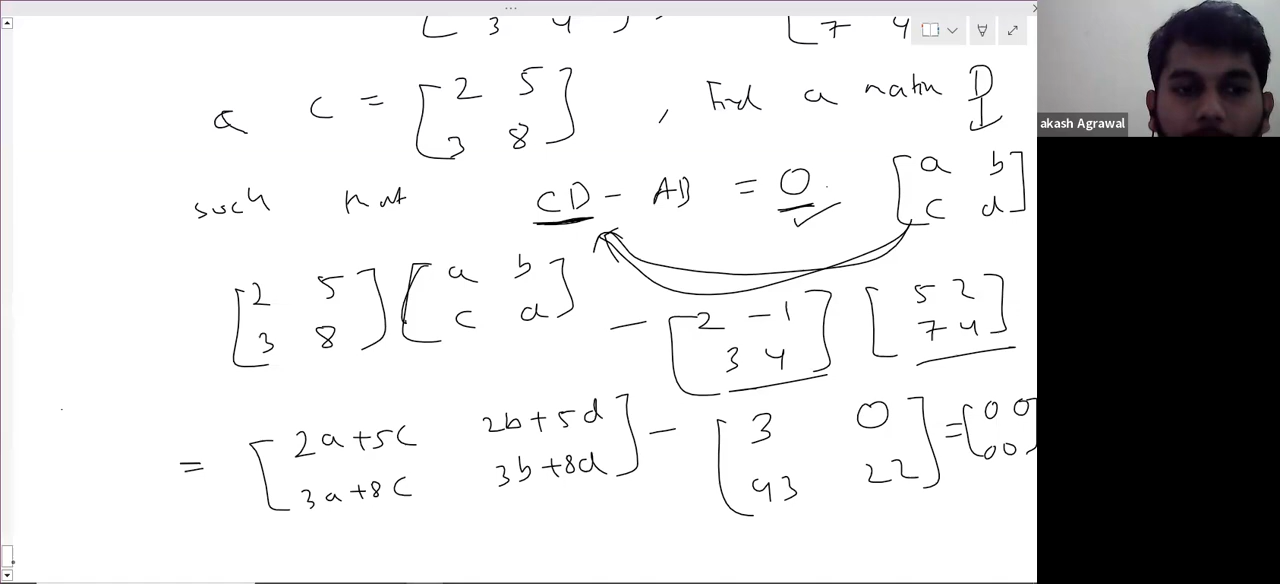 3 4 7 4
a C = [2 5 3 8], Find a matrix D
akash Agrawal
such that CD - AB = 0. [a b c d]
[2 5 3 8] [a b c d] - [2 -1 3 4] [5 2 7 4]
= [2a+5c 2b+5d 3a+8c 3b+8d] - [3 0 43 22] = [0 0 0 0]